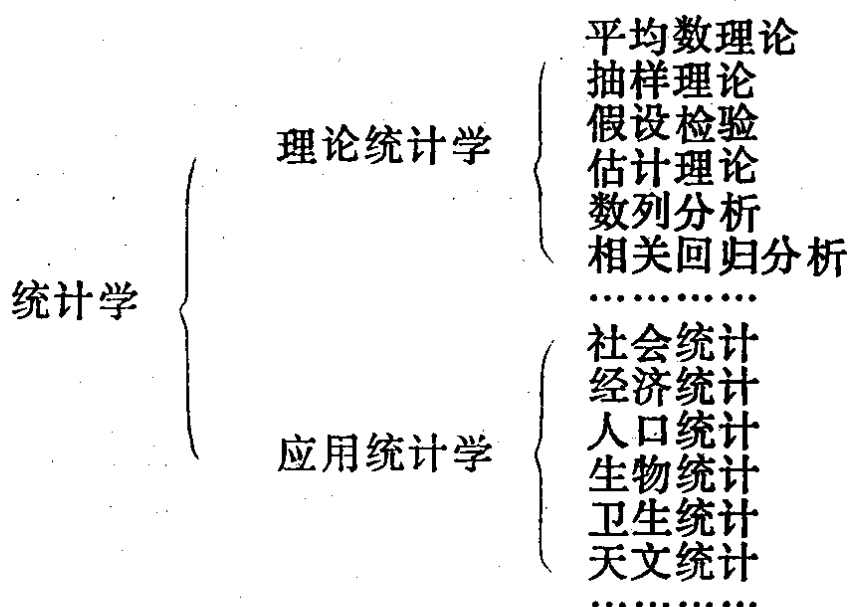 统计学
理论统计学
平均数理论
抽样理论
假设检验
估计理论
数列分析
相关回归分析
…………
应用统计学
社会统计
经济统计
人口统计
生物统计
卫生统计
天文统计
…………